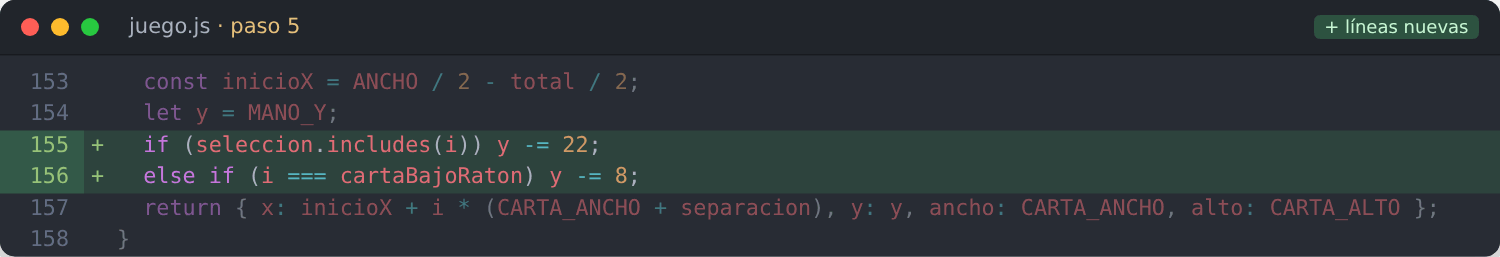 juego.js · paso 5
+ líneas nuevas
153 const inicioX = ANCHO / 2 - total / 2;
154 let y = MANO_Y;
155 + if (seleccion.includes(i)) y -= 22;
156 + else if (i === cartaBajoRaton) y -= 8;
157 return { x: inicioX + i * (CARTA_ANCHO + separacion), y: y, ancho: CARTA_ANCHO, alto: CARTA_ALTO };
158 }